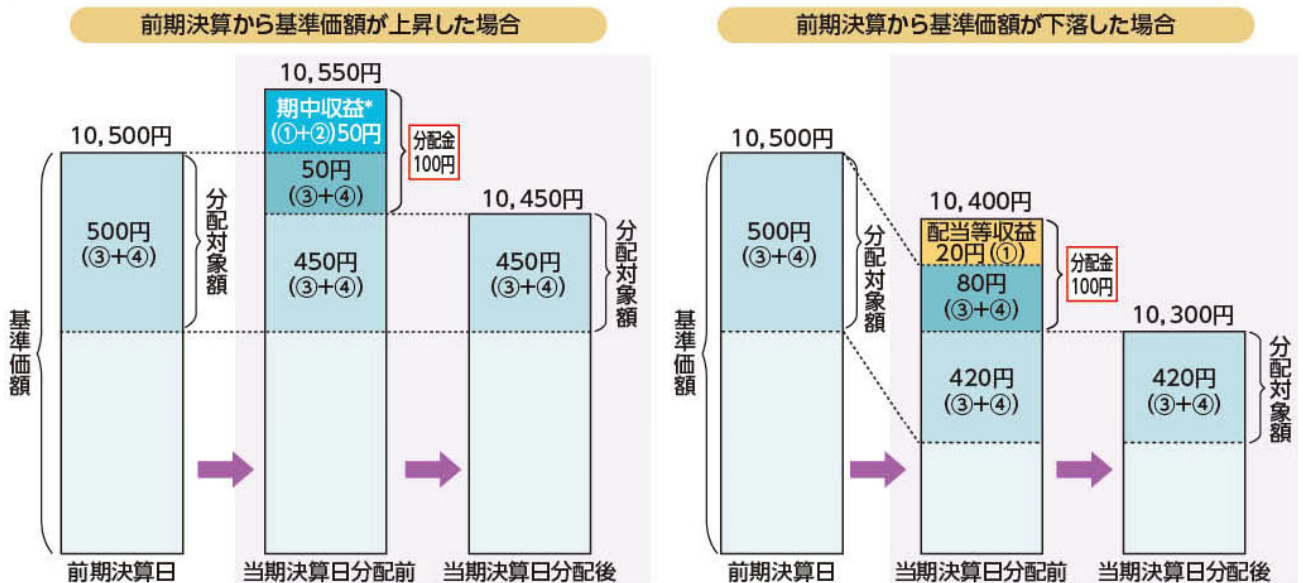 前期決算から基準価額が上昇した場合
10,550円
期中収益*
(①+②)50円
分配金
100円
10,500円
50円
(③+④)
10,450円
500円
(③+④)
分配対象額
450円
(③+④)
450円
(③+④)
分配対象額
基準価額
前期決算日
当期決算日分配前
当期決算日分配後
前期決算から基準価額が下落した場合
10,500円
10,400円
配当等収益
20円(①)
分配金
100円
500円
(③+④)
分配対象額
80円
(③+④)
10,300円
420円
(③+④)
420円
(③+④)
分配対象額
基準価額
前期決算日
当期決算日分配前
当期決算日分配後